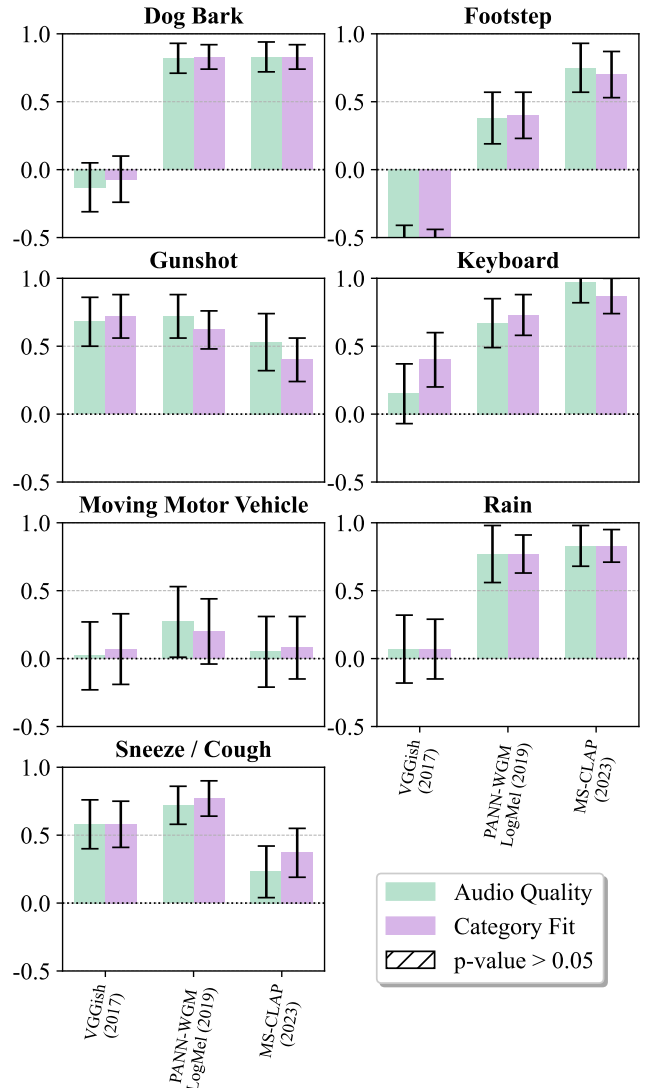 Dog Bark
Footstep
1.0
0.5
0.0
-0.5
1.0
0.5
0.0
-0.5
Gunshot
Keyboard
1.0
0.5
0.0
-0.5
1.0
0.5
0.0
-0.5
Moving Motor Vehicle
Rain
1.0
0.5
0.0
-0.5
1.0
0.5
0.0
-0.5
VGGish
(2017)
PANN-WGM
LogMel (2019)
MS-CLAP
(2023)
Sneeze / Cough
1.0
0.5
0.0
-0.5
VGGish
(2017)
PANN-WGM
LogMel (2019)
MS-CLAP
(2023)
Audio Quality
Category Fit
p-value > 0.05